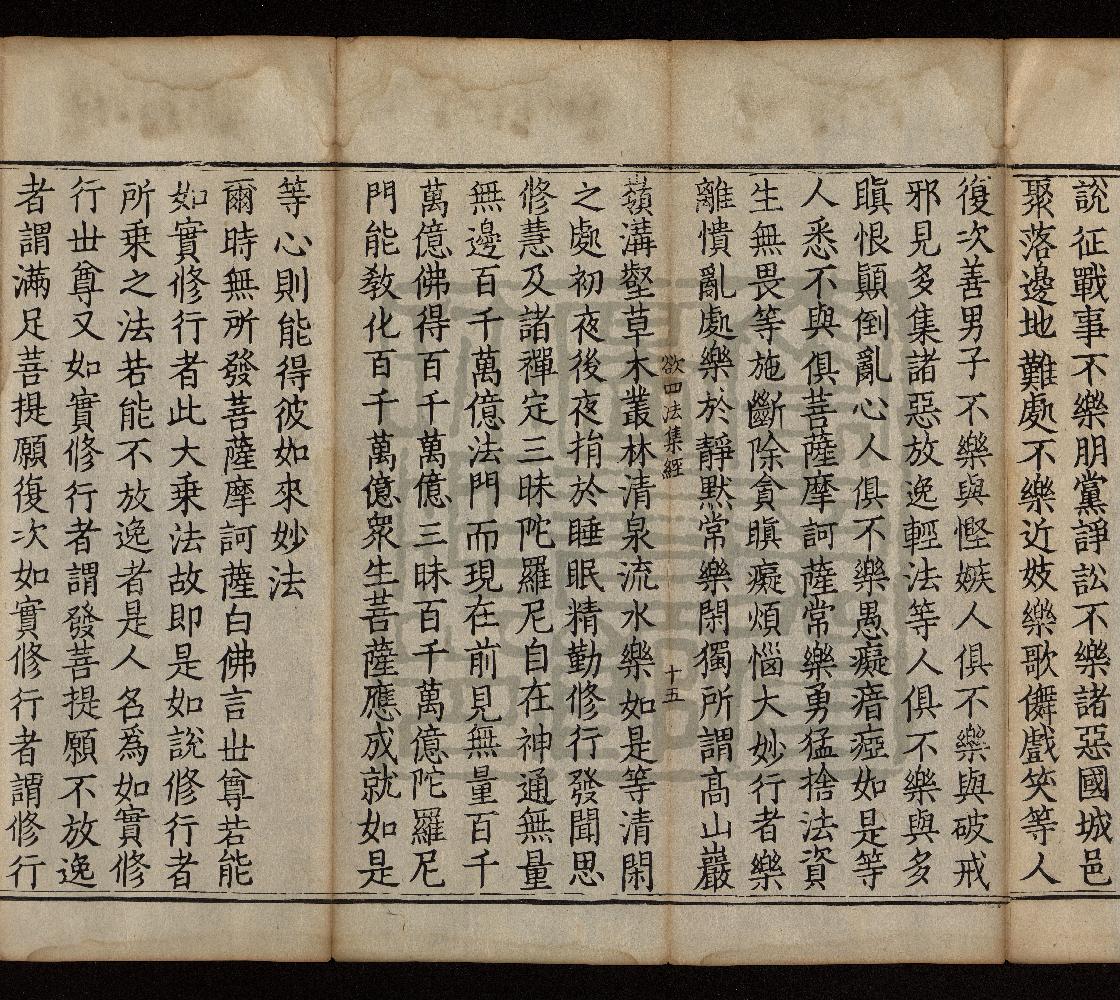 說征戰事不樂朋黨諍訟不樂諸惡國城邑
聚落邊地難處不樂近妓樂歌儛戲笑等人
復次善男子不樂與慳嫉人俱不樂與破戒
邪見多集諸惡放逸輕法等人俱不樂與多
瞋恨顛倒亂心人俱不樂愚癡瘖瘂如是等
人悉不與俱菩薩摩訶薩常樂勇猛捨法資
生無畏等施斷除貪瞋癡煩惱大妙行者樂
離憒亂處樂於靜默常樂閑獨所謂高山巖
欲四法集經　十五
嶺溝壑草木叢林清泉流水樂如是等清閑
之處初夜後夜捐於睡眠精勤修行發聞思
修慧及諸禪定三昧陀羅尼自在神通無量
無邊百千萬億法門而現在前見無量百千
萬億佛得百千萬億三昧百千萬億陀羅尼
門能教化百千萬億衆生菩薩應成就如是
等心則能得彼如來妙法
爾時無所發菩薩摩訶薩白佛言世尊若能
如實修行者此大乘法故即是如說修行者
所乘之法若能不放逸者是人名爲如實修
行世尊又如實修行者謂發菩提願不放逸
者謂滿足菩提願復次如實修行者謂修行